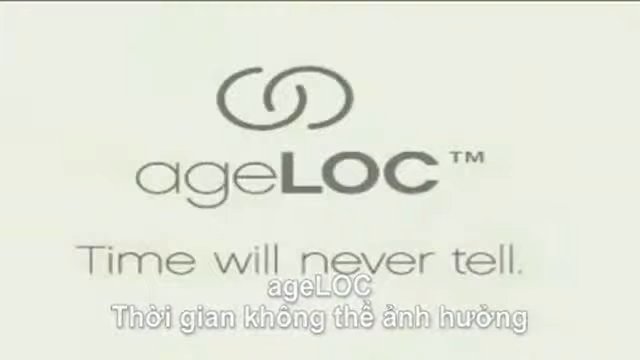 ageLOC™
Time will never tell.
ageLOC
Thời gian không thể ảnh hưởng